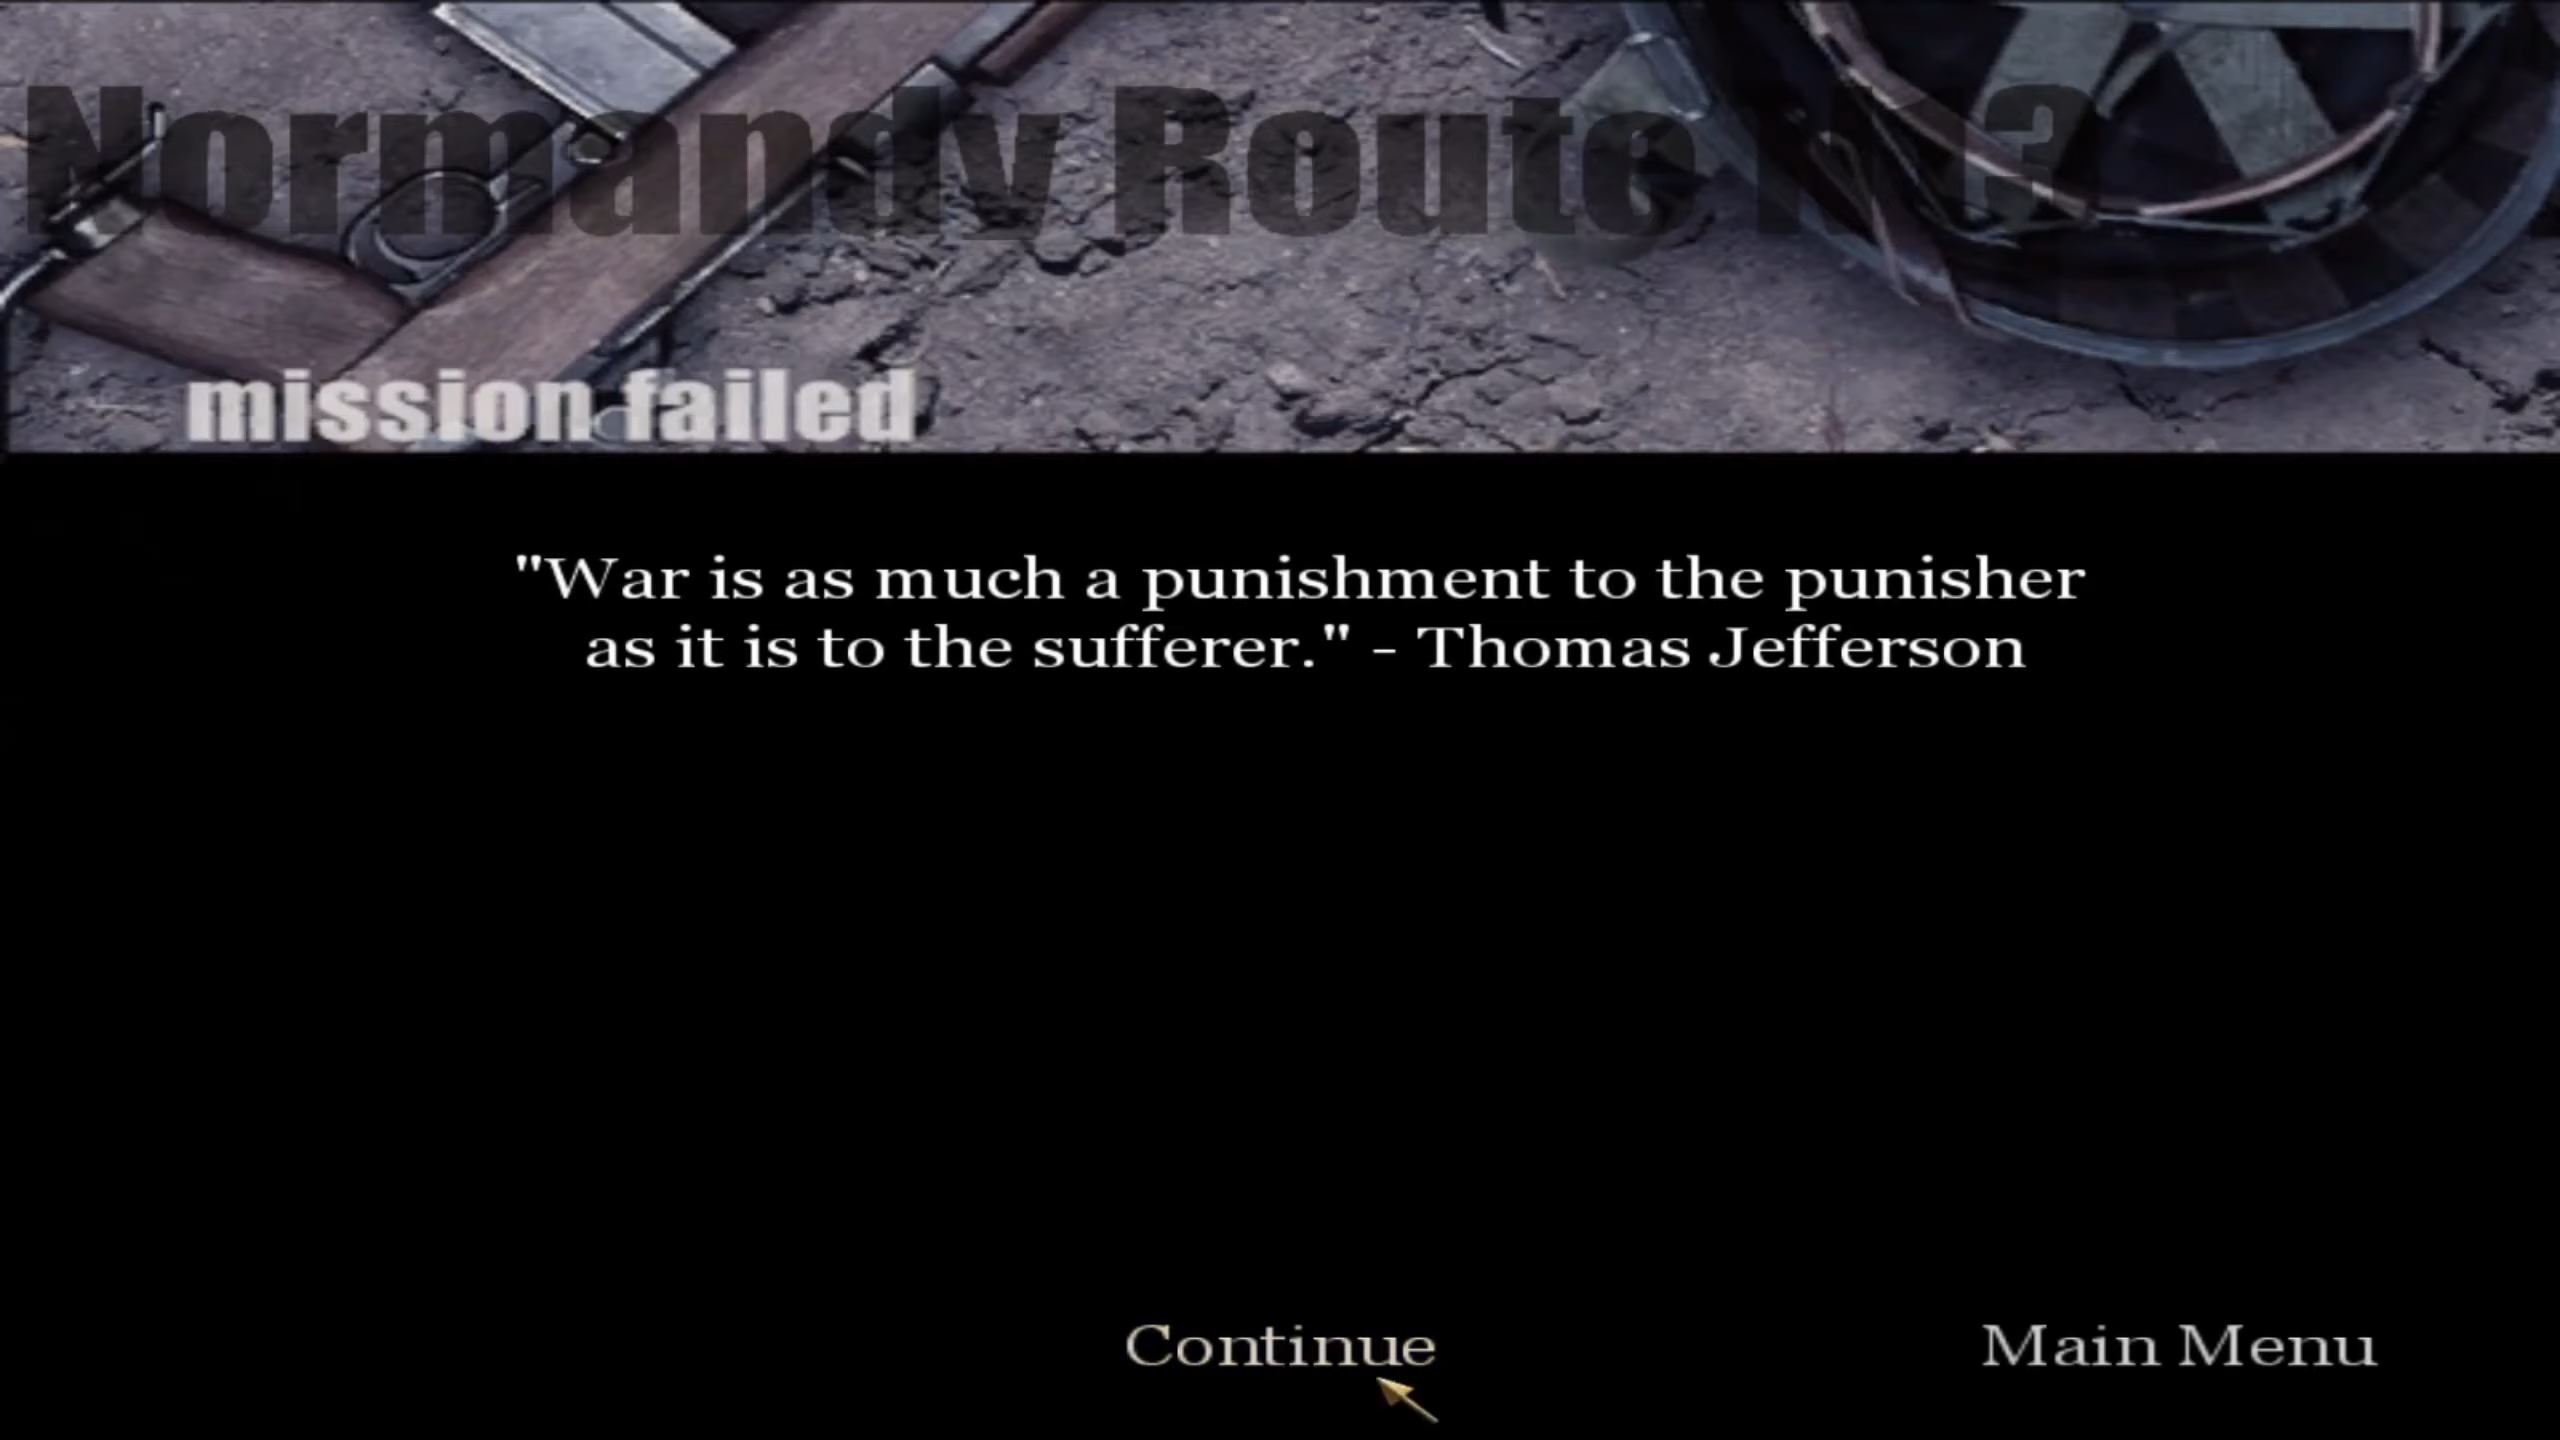 Normandy Route N13
mission failed
"War is as much a punishment to the punisher
as it is to the sufferer." - Thomas Jefferson
Continue
Main Menu